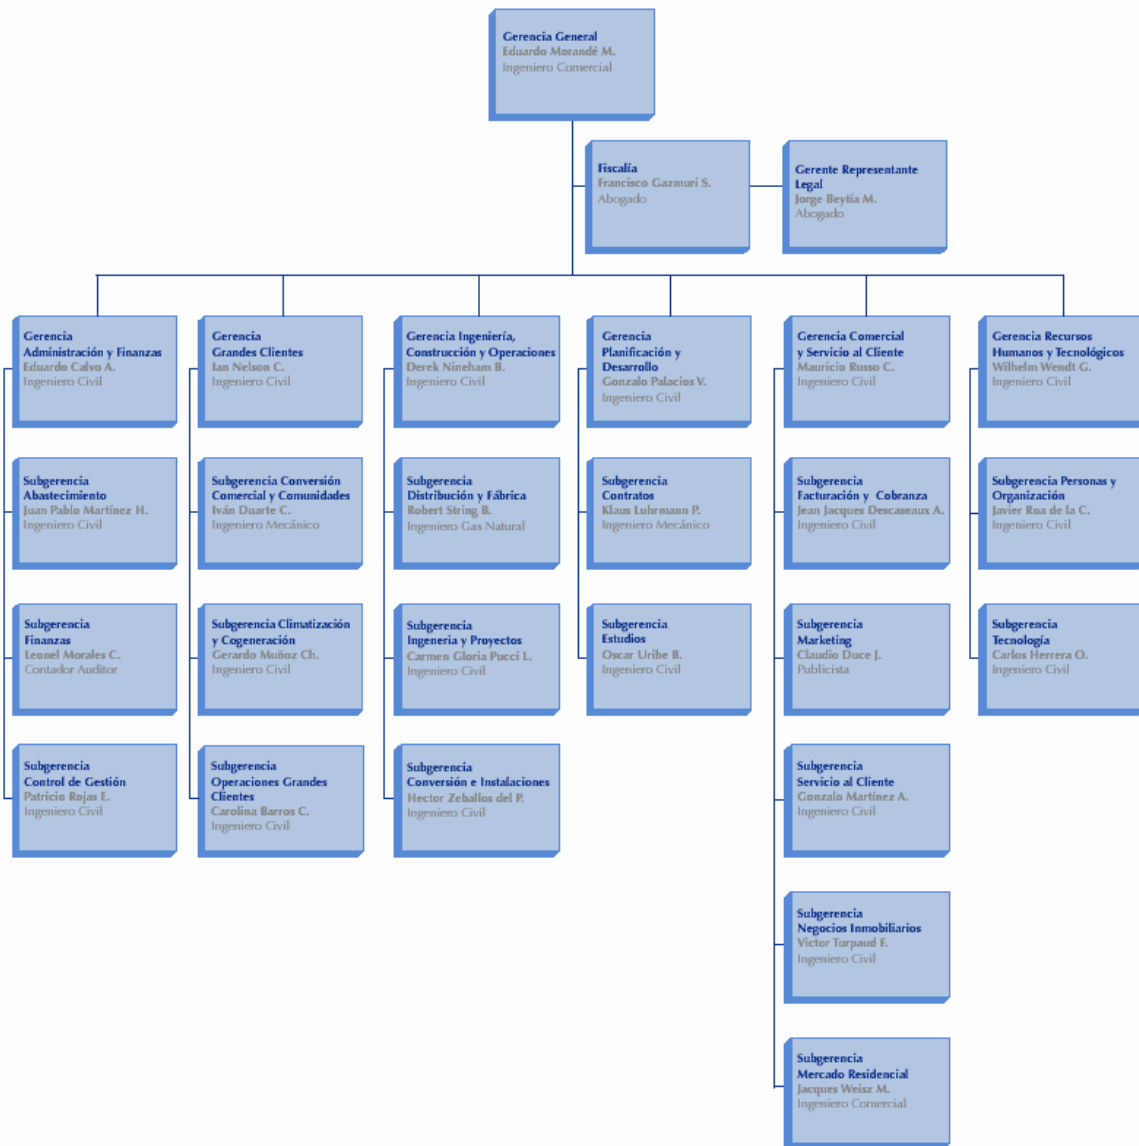 Gerencia General
Eduardo Morandé M.
Ingeniero Comercial
Fiscalía
Francisco Gazmuri S.
Abogado
Gerente Representante
Legal
Jorge Beytía M.
Abogado
Gerencia
Administración y Finanzas
Eduardo Calvo A.
Ingeniero Civil
Gerencia
Grandes Clientes
Ian Nelson C.
Ingeniero Civil
Gerencia Ingeniería,
Construcción y Operaciones
Derek Nineham B.
Ingeniero Civil
Gerencia
Planificación y
Desarrollo
Gonzalo Palacios V.
Ingeniero Civil
Gerencia Comercial
y Servicio al Cliente
Mauricio Russo C.
Ingeniero Civil
Gerencia Recursos
Humanos y Tecnológicos
Wilhelm Wendt G.
Ingeniero Civil
Subgerencia
Abastecimiento
Juan Pablo Martínez H.
Ingeniero Civil
Subgerencia Conversión
Comercial y Comunidades
Iván Duarte C.
Ingeniero Mecánico
Subgerencia
Distribución y Fábrica
Robert String B.
Ingeniero Gas Natural
Subgerencia
Contratos
Klaus Luhrmann P.
Ingeniero Mecánico
Subgerencia
Facturación y Cobranza
Jean Jacques Descaseaux A.
Ingeniero Civil
Subgerencia Personas y
Organización
Javier Roa de la C.
Ingeniero Civil
Subgerencia
Finanzas
Leonel Morales C.
Contador Auditor
Subgerencia Climatización
y Cogeneración
Gerardo Muñoz Ch.
Ingeniero Civil
Subgerencia
Ingenería y Proyectos
Carmen Gloria Pucci L.
Ingeniero Civil
Subgerencia
Estudios
Oscar Uribe B.
Ingeniero Civil
Subgerencia
Marketing
Claudio Duce J.
Publicista
Subgerencia
Tecnología
Carlos Herrera O.
Ingeniero Civil
Subgerencia
Control de Gestión
Patricio Rojas E.
Ingeniero Civil
Subgerencia
Operaciones Grandes
Clientes
Carolina Barros C.
Ingeniero Civil
Subgerencia
Conversión e Instalaciones
Hector Zeballos del P.
Ingeniero Civil
Subgerencia
Servicio al Cliente
Gonzalo Martínez A.
Ingeniero Civil
Subgerencia
Negocios Inmobiliarios
Victor Turpaud F.
Ingeniero Civil
Subgerencia
Mercado Residencial
Jacques Weisz M.
Ingeniero Comercial